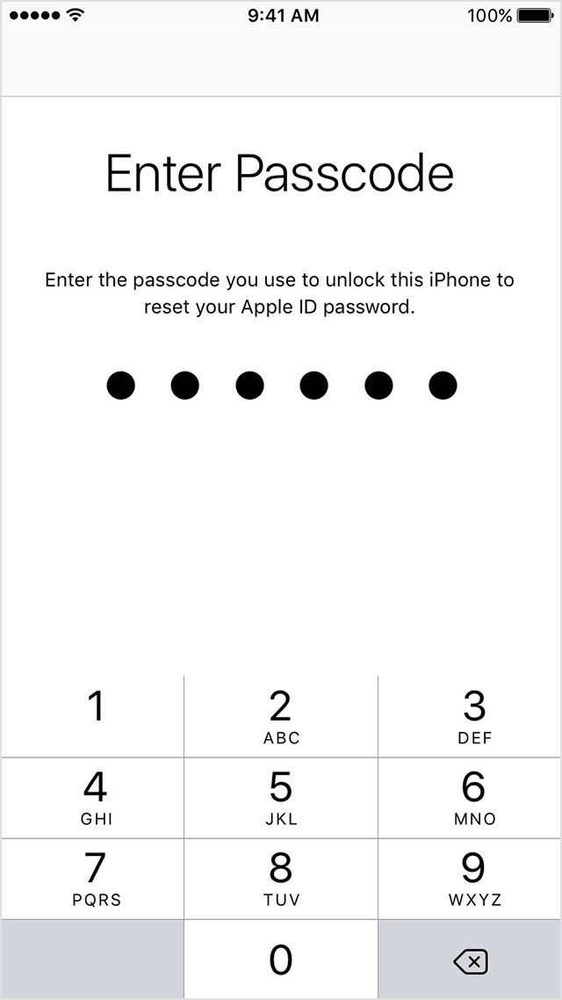 9:41 AM 100%
Enter Passcode
Enter the passcode you use to unlock this iPhone to
reset your Apple ID password.
1 2 3
ABC DEF
4 5 6
GHI JKL MNO
7 8 9
PQRS TUV WXYZ
0